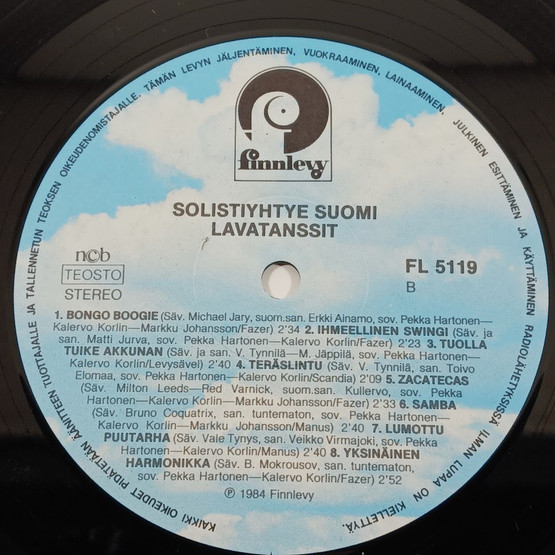 KAIKKI OIKEUDET PIDÄTETÄÄN ÄÄNITTEEN TUOTTAJALLE JA TALLENNETUN TEOKSEN OIKEUDENOMISTAJALLE. TÄMÄN LEVYN JÄLJENTÄMINEN, VUOKRAAMINEN, LAINAAMINEN, JULKINEN ESITTÄMINEN JA KÄYTTÄMINEN RADIOLÄHETYKSISSÄ ILMAN LUPAA ON KIELLETTYÄ.
finnlevy
SOLISTIYHTYE SUOMI
LAVATANSSIT
ncb
TEOSTO
STEREO
FL 5119
B
1. BONGO BOOGIE (Säv. Michael Jary, suom.san. Erkki Ainamo, sov. Pekka Hartonen—
Kalervo Korlin—Markku Johansson/Fazer) 2'34 2. IHMEELLINEN SWINGI (Säv. ja
san. Matti Jurva, sov. Pekka Hartonen—Kalervo Korlin/Fazer) 2'23 3. TUOLLA
TUIKE AKKUNAN (Säv. ja san. V. Tynnilä—M. Jäppilä, sov. Pekka Hartonen—
Kalervo Korlin/Levysävel) 2'40 4. TERÄSLINTU (Säv. V. Tynnilä, san. Toivo
Elomaa, sov. Pekka Hartonen—Kalervo Korlin/Scandia) 2'09 5. ZACATECAS
(Säv. Milton Leeds—Red Varnick, suom.san. Kullervo, sov. Pekka
Hartonen—Kalervo Korlin—Markku Johansson/Fazer) 2'33 6. SAMBA
(Säv. Bruno Coquatrix, san. tuntematon, sov. Pekka Hartonen—
Kalervo Korlin—Markku Johansson/Manus) 2'40 7. LUMOTTU
PUUTARHA (Säv. Vale Tynys, san. Veikko Virmajoki, sov. Pekka
Hartonen—Kalervo Korlin/Manus) 2'40 8. YKSINÄINEN
HARMONIKKA (Säv. B. Mokrousov, san. tuntematon,
sov. Pekka Hartonen—Kalervo Korlin/Fazer) 2'52
Ⓟ 1984 Finnlevy